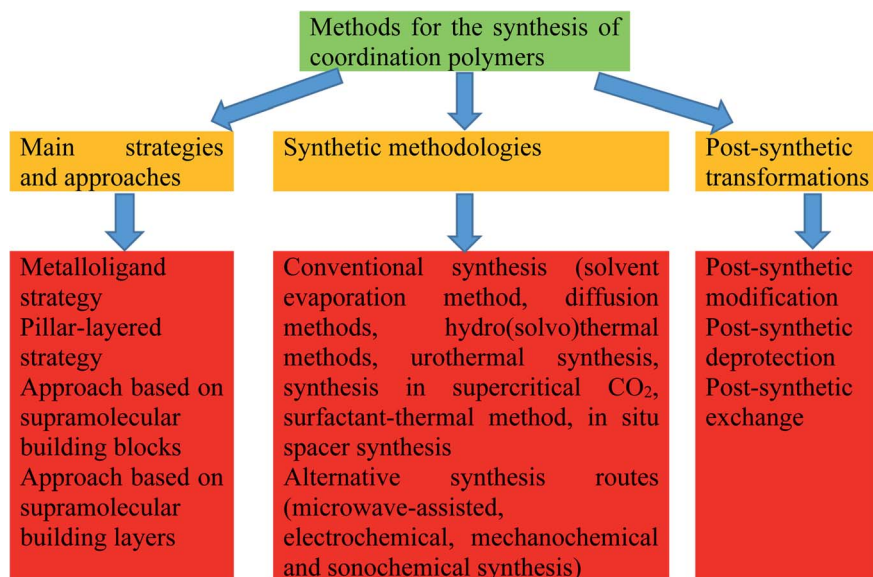 Methods for the synthesis of
coordination polymers
Main strategies
and approaches
Synthetic methodologies
Post-synthetic
transformations
Metalloligand
strategy
Pillar-layered
strategy
Approach based on
supramolecular
building blocks
Approach based on
supramolecular
building layers
Conventional synthesis (solvent
evaporation method, diffusion
methods, hydro(solvo)thermal
methods, urothermal synthesis,
synthesis in supercritical CO₂,
surfactant-thermal method, in situ
spacer synthesis
Alternative synthesis routes
(microwave-assisted,
electrochemical, mechanochemical
and sonochemical synthesis)
Post-synthetic
modification
Post-synthetic
deprotection
Post-synthetic
exchange